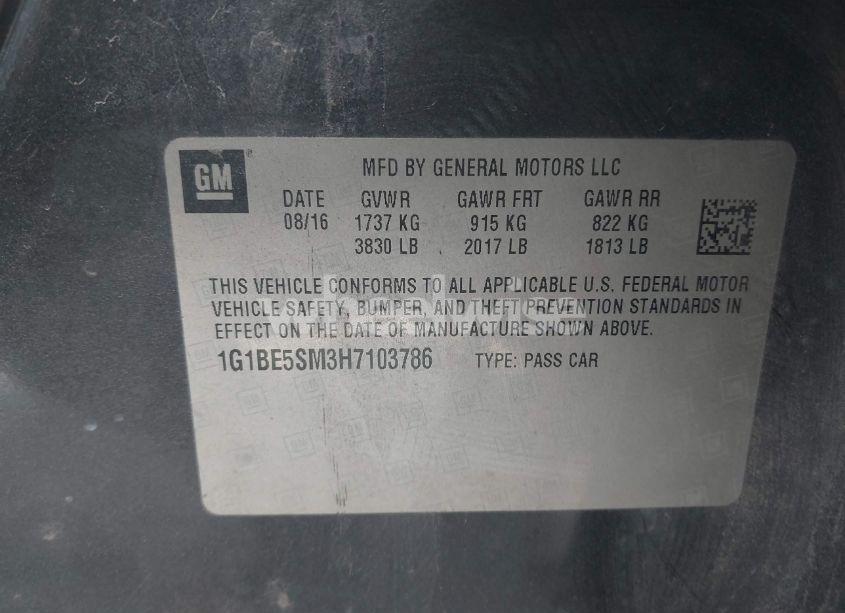 GM
MFD BY GENERAL MOTORS LLC
DATE GVWR GAWR FRT GAWR RR
08/16 1737 KG 915 KG 822 KG
3830 LB 2017 LB 1813 LB
THIS VEHICLE CONFORMS TO ALL APPLICABLE U.S. FEDERAL MOTOR
VEHICLE SAFETY, BUMPER, AND THEFT PREVENTION STANDARDS IN
EFFECT ON THE DATE OF MANUFACTURE SHOWN ABOVE.
1G1BE5SM3H7103786 TYPE: PASS CAR